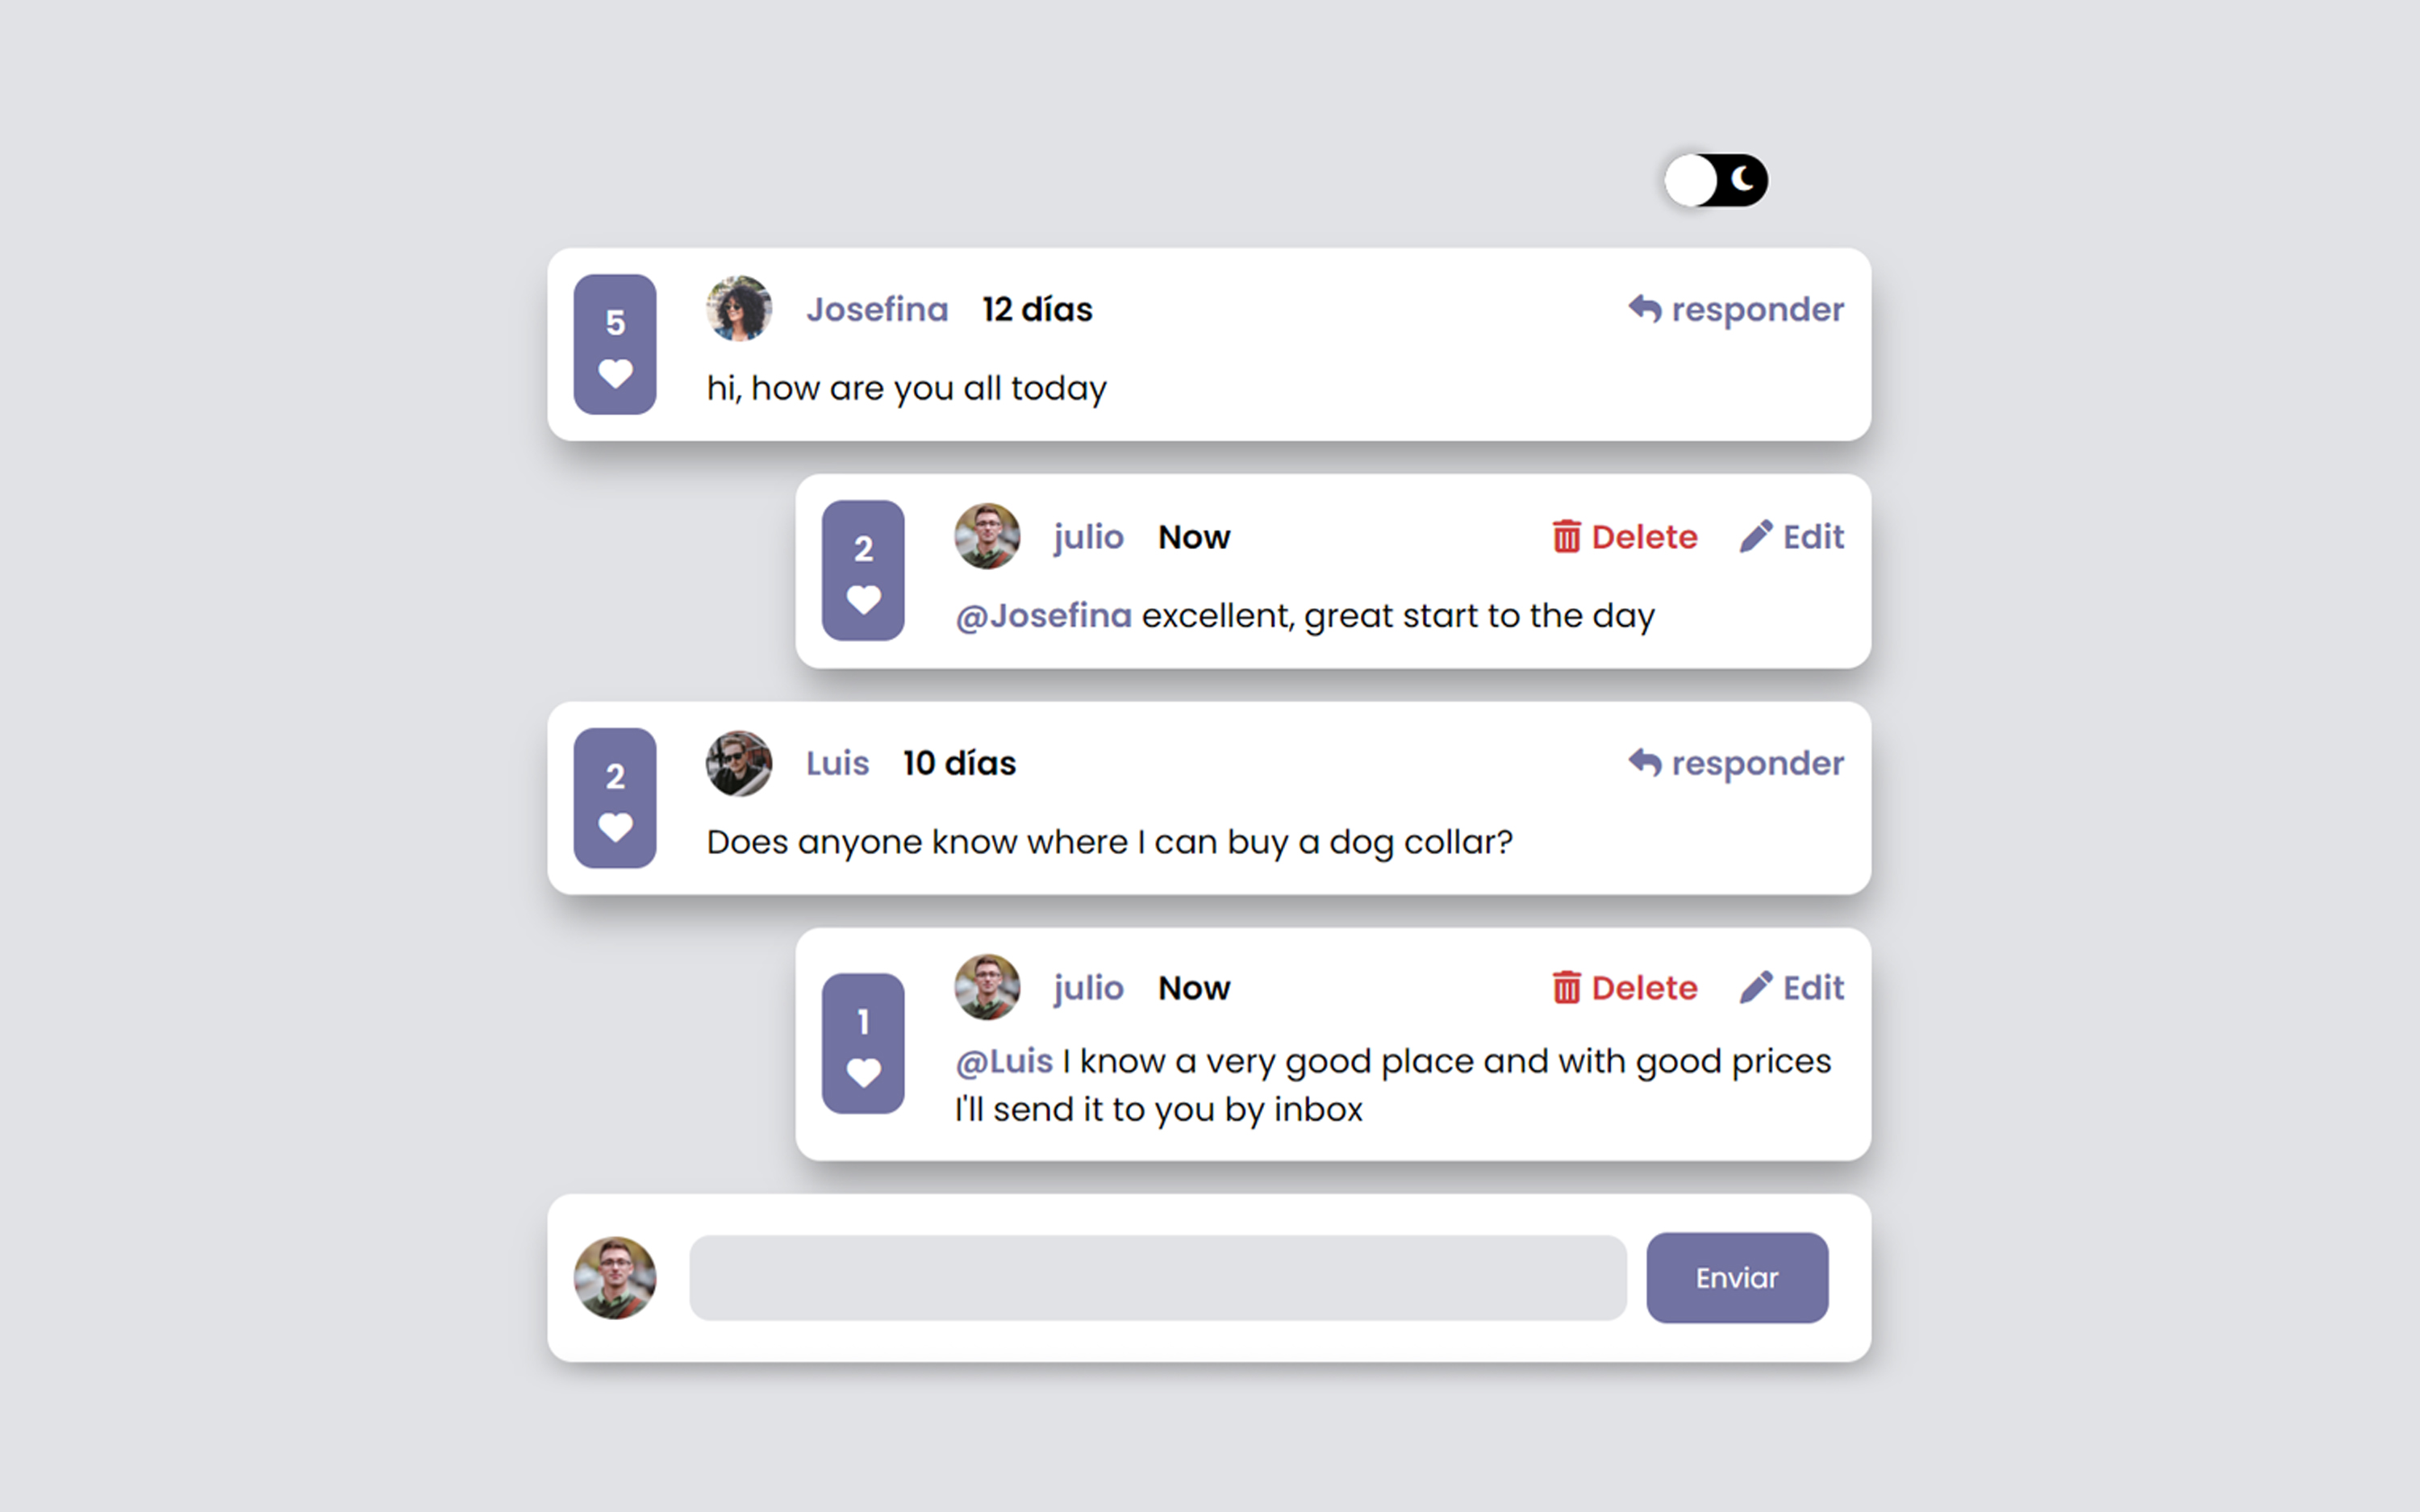 5
Josefina 12 días responder
hi, how are you all today
2
julio Now Delete Edit
@Josefina excellent, great start to the day
2
Luis 10 días responder
Does anyone know where I can buy a dog collar?
1
julio Now Delete Edit
@Luis I know a very good place and with good prices
I'll send it to you by inbox
Enviar